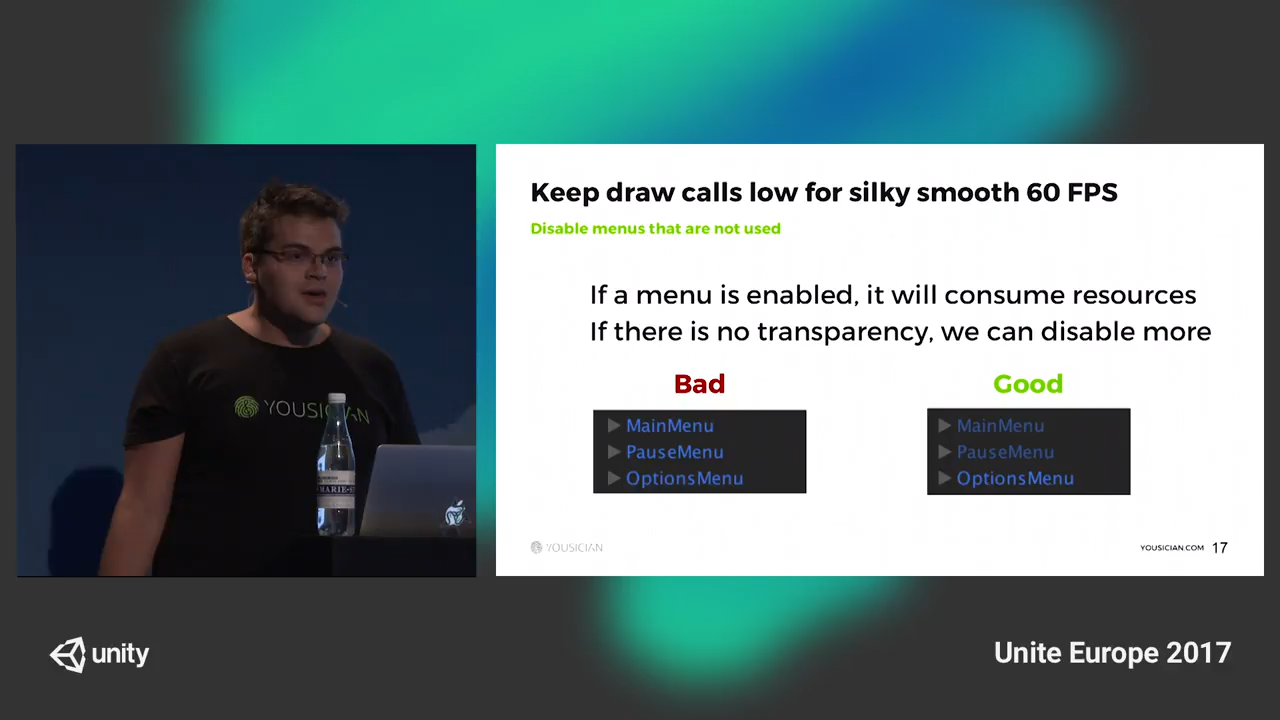 Keep draw calls low for silky smooth 60 FPS
Disable menus that are not used
If a menu is enabled, it will consume resources
If there is no transparency, we can disable more
Bad
Good
MainMenu
PauseMenu
OptionsMenu
MainMenu
PauseMenu
OptionsMenu
YOUSICIAN
YOUSICIAN.COM 17
YOUSICIAN
unity
Unite Europe 2017